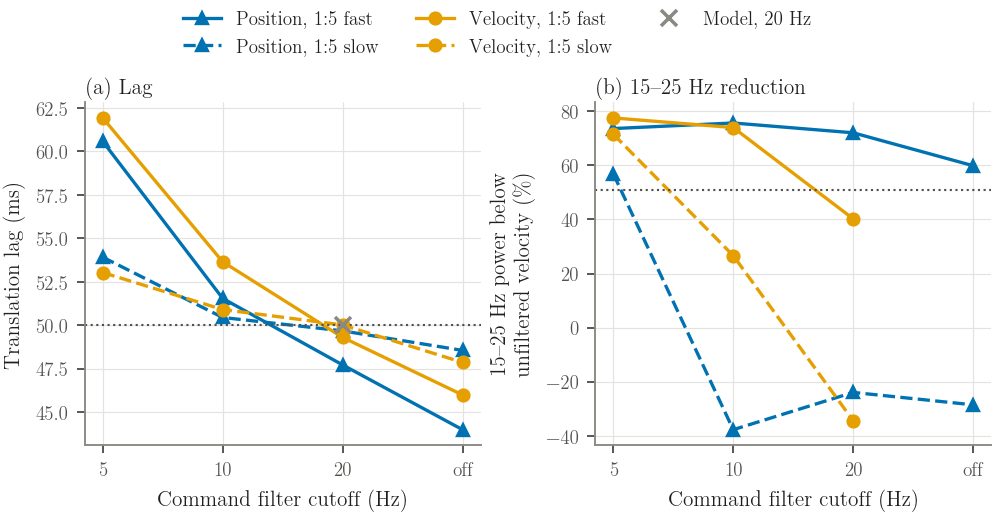 Position, 1:5 fast
Position, 1:5 slow
Velocity, 1:5 fast
Velocity, 1:5 slow
Model, 20 Hz
(a) Lag
Translation lag (ms)
62.5
60.0
57.5
55.0
52.5
50.0
47.5
45.0
5
10
20
off
Command filter cutoff (Hz)
(b) 15–25 Hz reduction
15–25 Hz power below
unfiltered velocity (%)
80
60
40
20
0
−20
−40
5
10
20
off
Command filter cutoff (Hz)